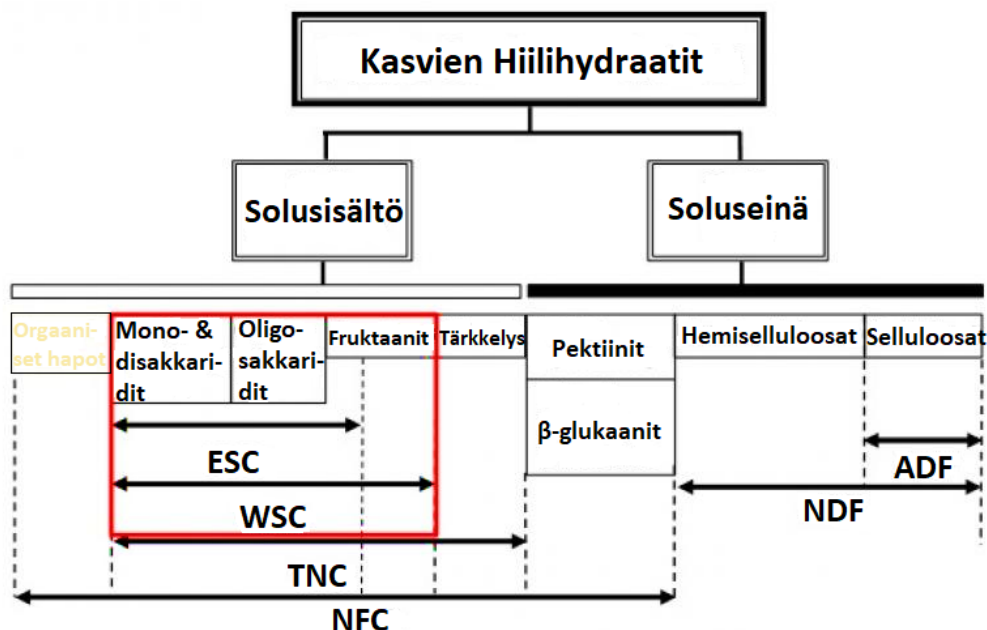 Kasvien Hiilihydraatit
Solusisältö
Soluseinä
Orgaani-
set hapot
Mono- &
disakkari-
dit
Oligo-
sakkari-
dit
Fruktaanit
Tärkkelys
Pektiinit
β-glukaanit
Hemiselluloosat
Selluloosat
ESC
WSC
TNC
NFC
ADF
NDF